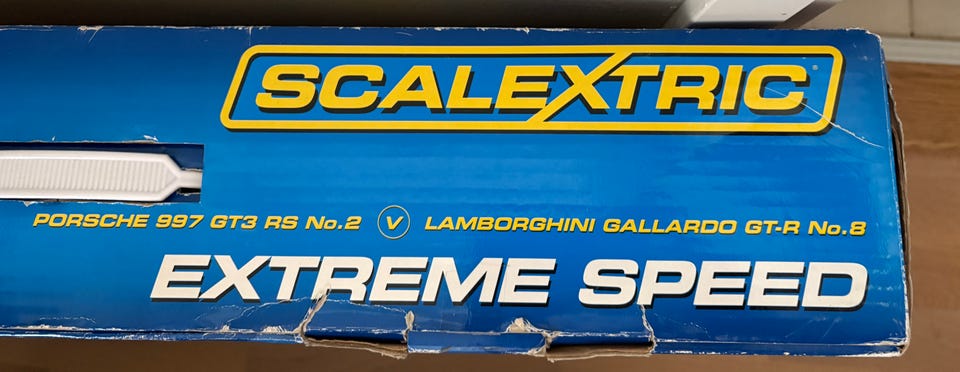 SCALEXTRIC
PORSCHE 997 GT3 RS No.2 V LAMBORGHINI GALLARDO GT-R No.8
EXTREME SPEED